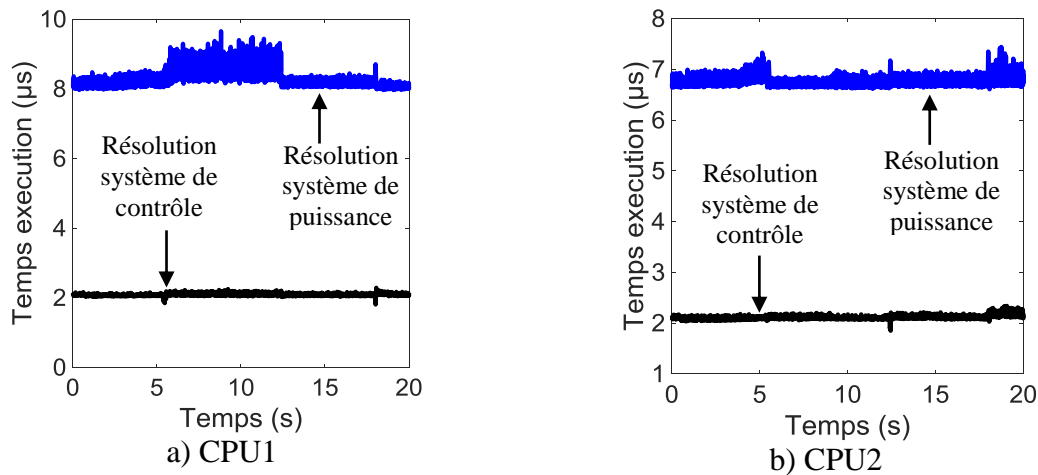 10
8
6
4
2
0
Temps execution (µs)
Résolution
système de
contrôle
Résolution
système de
puissance
0 5 10 15 20
Temps (s)
a) CPU1
8
7
6
5
4
3
2
1
Temps execution (µs)
Résolution
système de
contrôle
Résolution
système de
puissance
0 5 10 15 20
Temps (s)
b) CPU2